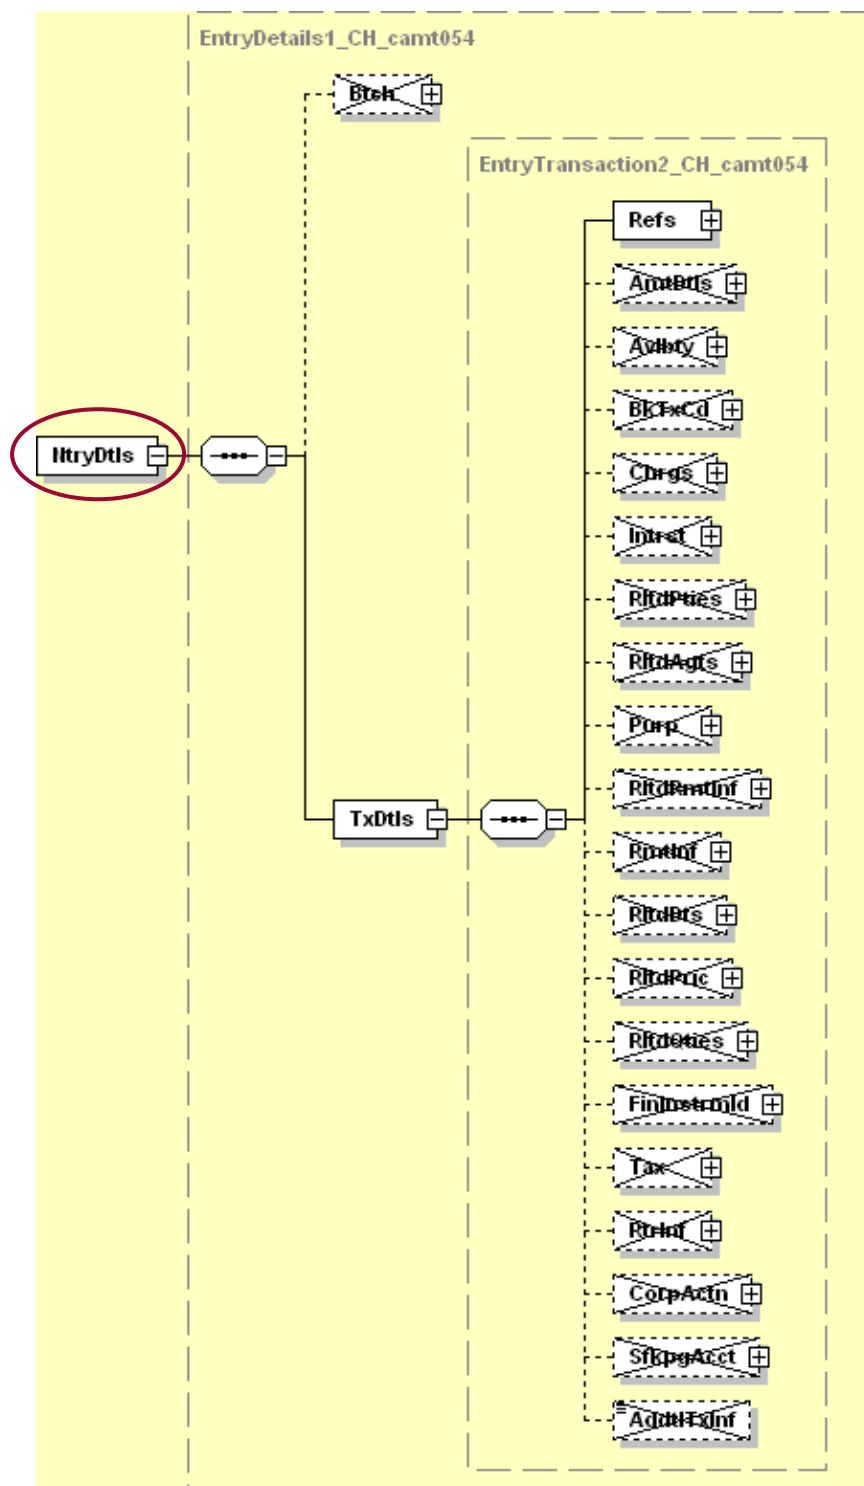 EntryDetails1_CH_camt054
Btch
EntryTransaction2_CH_camt054
Refs
AmtDtls
Avlbty
BkTxCd
Chrgs
NtryDtls
Intrst
RltdPties
RltdAgts
Purp
RltdRmtInf
TxDtls
RmtInf
RltdDts
RltdPric
RltdQties
FinInstrmId
Tax
RtrInf
CorpActn
SfkpgAcct
AddtlTxInf